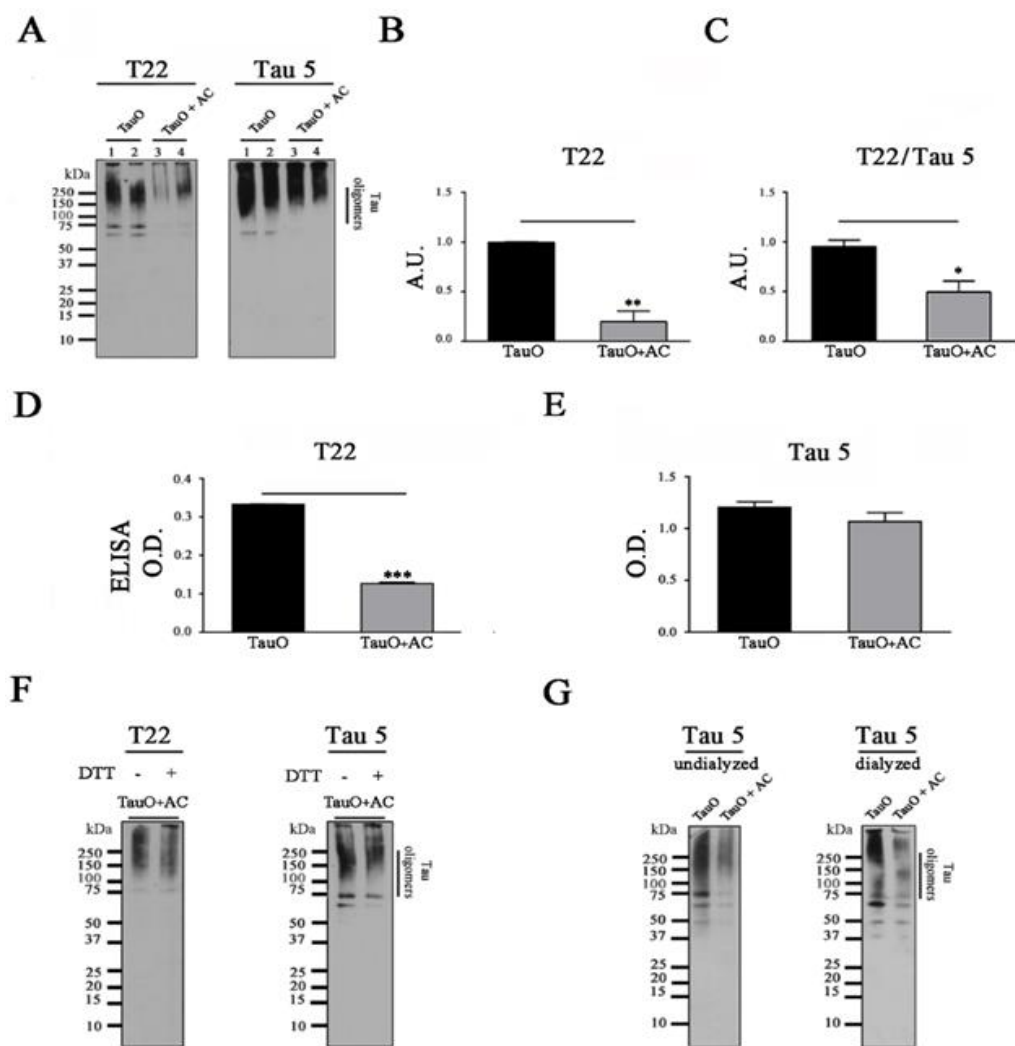 A
T22
Tau 5
TauO
TauO + AC
TauO
TauO + AC
1 2 3 4
1 2 3 4
kDa
250
150
100
75
50
37
25
20
15
10
Tau
oligomers
B
T22
A.U.
1.5
1.0
0.5
0.0
**
TauO
TauO+AC
C
T22/Tau 5
A.U.
1.5
1.0
0.5
0.0
*
TauO
TauO+AC
D
T22
ELISA
O.D.
0.4
0.3
0.2
0.1
0.0
***
TauO
TauO+AC
E
Tau 5
O.D.
1.5
1.0
0.5
0.0
TauO
TauO+AC
F
T22
DTT - +
TauO+AC
kDa
250
150
100
75
50
37
25
20
15
10
Tau 5
DTT - +
TauO+AC
kDa
250
150
100
75
50
37
25
20
15
10
Tau
oligomers
G
Tau 5
undialyzed
TauO
TauO + AC
kDa
250
150
100
75
50
37
25
20
15
10
Tau 5
dialyzed
TauO
TauO + AC
kDa
250
150
100
75
50
37
25
20
15
10
Tau
oligomers